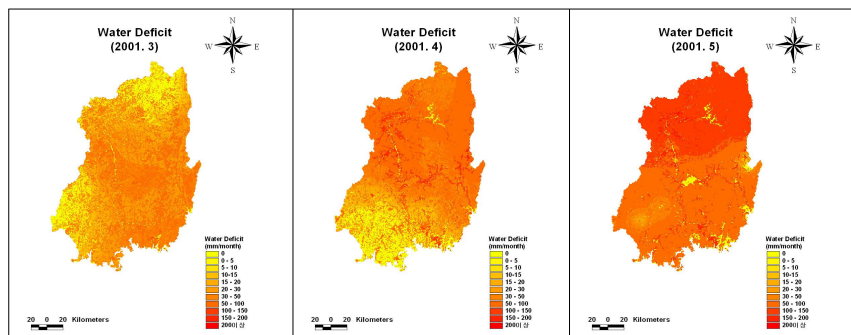 Water Deficit
(2001. 3)
N
W E
S
Water Deficit
(mm/month)
0
0 - 5
5 - 10
10-15
15 - 20
20 - 30
30 - 50
50 - 100
100 - 150
150 - 200
200이상
20 0 20 Kilometers
Water Deficit
(2001. 4)
N
W E
S
Water Deficit
(mm/month)
0
0 - 5
5 - 10
10-15
15 - 20
20 - 30
30 - 50
50 - 100
100 - 150
150 - 200
200이상
20 0 20 Kilometers
Water Deficit
(2001. 5)
N
W E
S
Water Deficit
(mm/month)
0
0 - 5
5 - 10
10-15
15 - 20
20 - 30
30 - 50
50 - 100
100 - 150
150 - 200
200이상
20 0 20 Kilometers